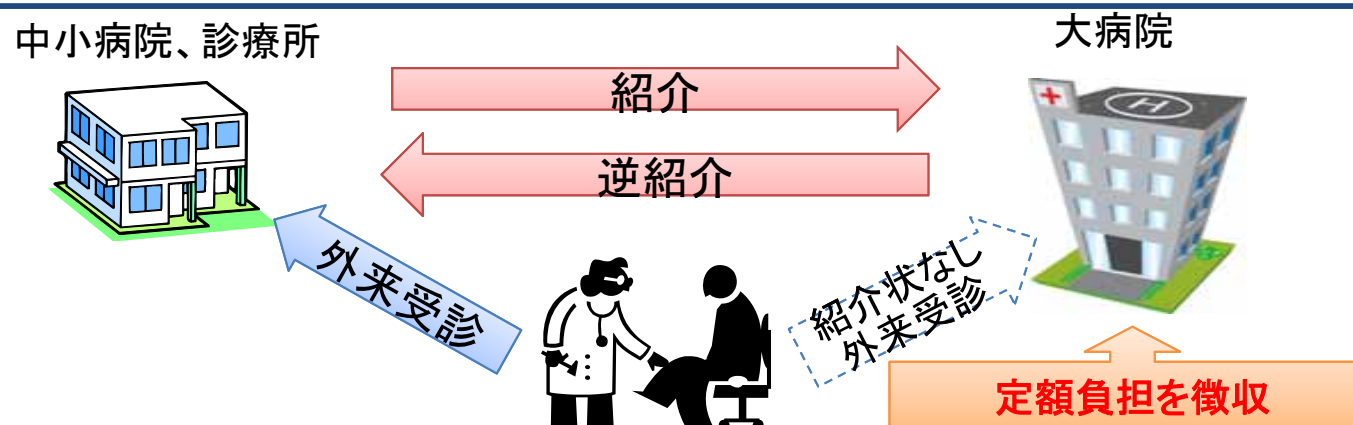 中小病院、診療所
大病院
紹介
逆紹介
外来受診
紹介状なし
外来受診
定額負担を徴収
H